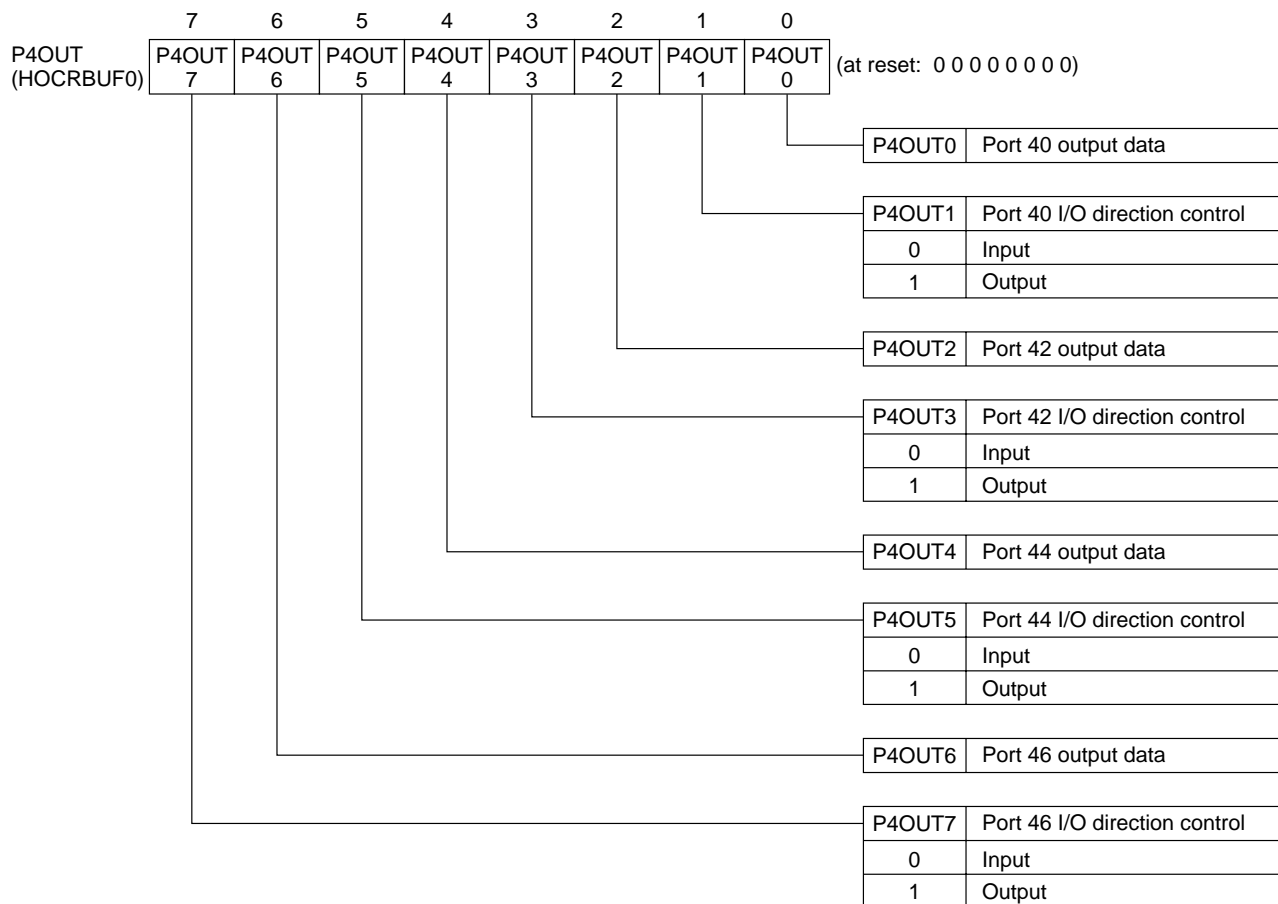 7 6 5 4 3 2 1 0
P4OUT
(HOCRBUF0)
P4OUT P4OUT P4OUT P4OUT P4OUT P4OUT P4OUT P4OUT
7 6 5 4 3 2 1 0
(at reset: 0 0 0 0 0 0 0 0)
P4OUT0 Port 40 output data
P4OUT1 Port 40 I/O direction control
0 Input
1 Output
P4OUT2 Port 42 output data
P4OUT3 Port 42 I/O direction control
0 Input
1 Output
P4OUT4 Port 44 output data
P4OUT5 Port 44 I/O direction control
0 Input
1 Output
P4OUT6 Port 46 output data
P4OUT7 Port 46 I/O direction control
0 Input
1 Output